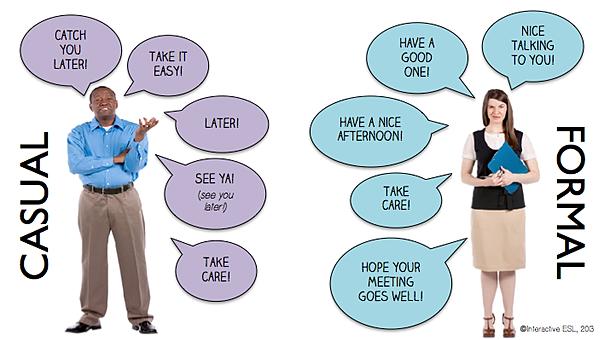 CASUAL
CATCH
YOU
LATER!
TAKE IT
EASY!
LATER!
SEE YA!
(see you
later!)
TAKE
CARE!
HAVE A
GOOD
ONE!
NICE
TALKING
TO YOU!
HAVE A NICE
AFTERNOON!
TAKE
CARE!
HOPE YOUR
MEETING
GOES WELL!
FORMAL
©Interactive ESL, 2013